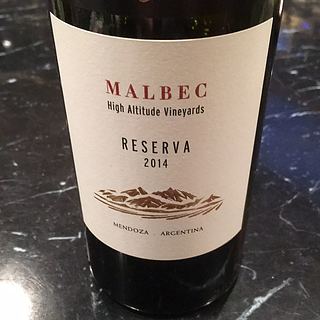 MALBEC
High Altitude Vineyards
RESERVA
2014
MENDOZA . ARGENTINA